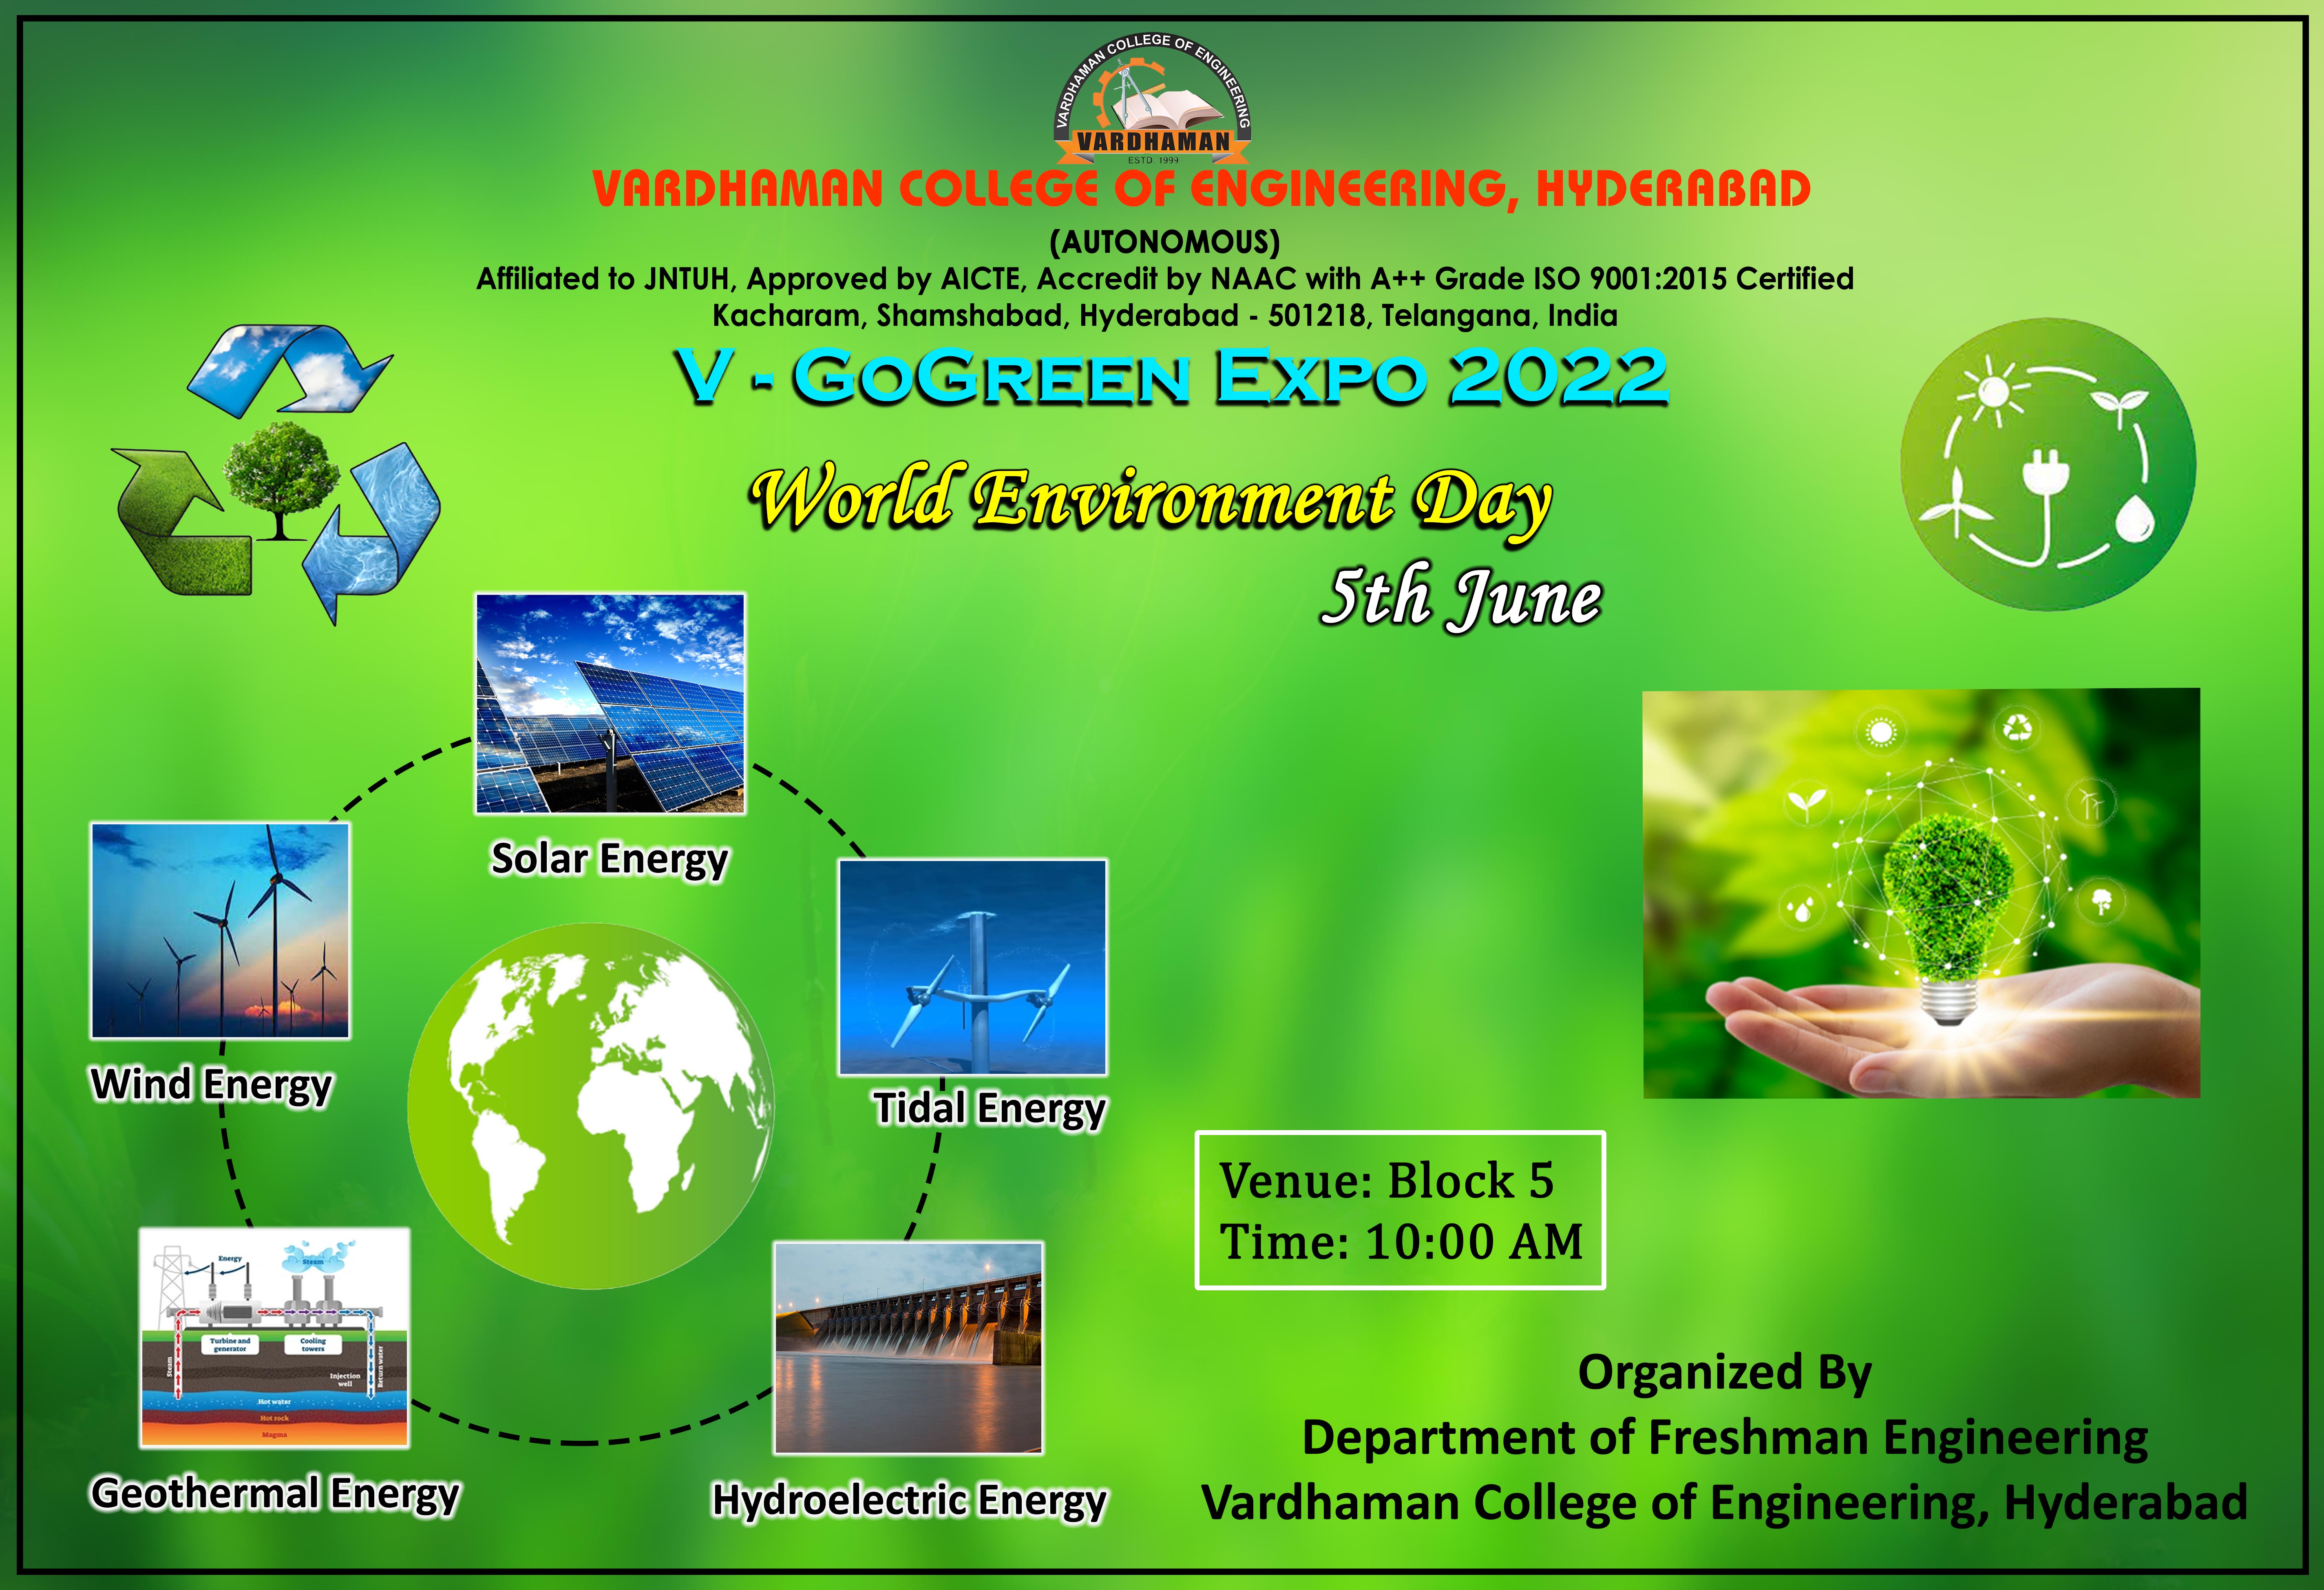 VARDHAMAN COLLEGE OF ENGINEERING
VARDHAMAN
ESTD. 1999
VARDHAMAN COLLEGE OF ENGINEERING, HYDERABAD
(AUTONOMOUS)
Affiliated to JNTUH, Approved by AICTE, Accredit by NAAC with A++ Grade ISO 9001:2015 Certified
Kacharam, Shamshabad, Hyderabad - 501218, Telangana, India
V - GoGreen Expo 2022
World Environment Day
5th June
Solar Energy
Wind Energy
Tidal Energy
Energy
Steam
Turbine and
generator
Cooling
towers
Steam
Injection
well
Return water
Hot water
Hot rock
Magma
Geothermal Energy
Hydroelectric Energy
Venue: Block 5
Time: 10:00 AM
Organized By
Department of Freshman Engineering
Vardhaman College of Engineering, Hyderabad